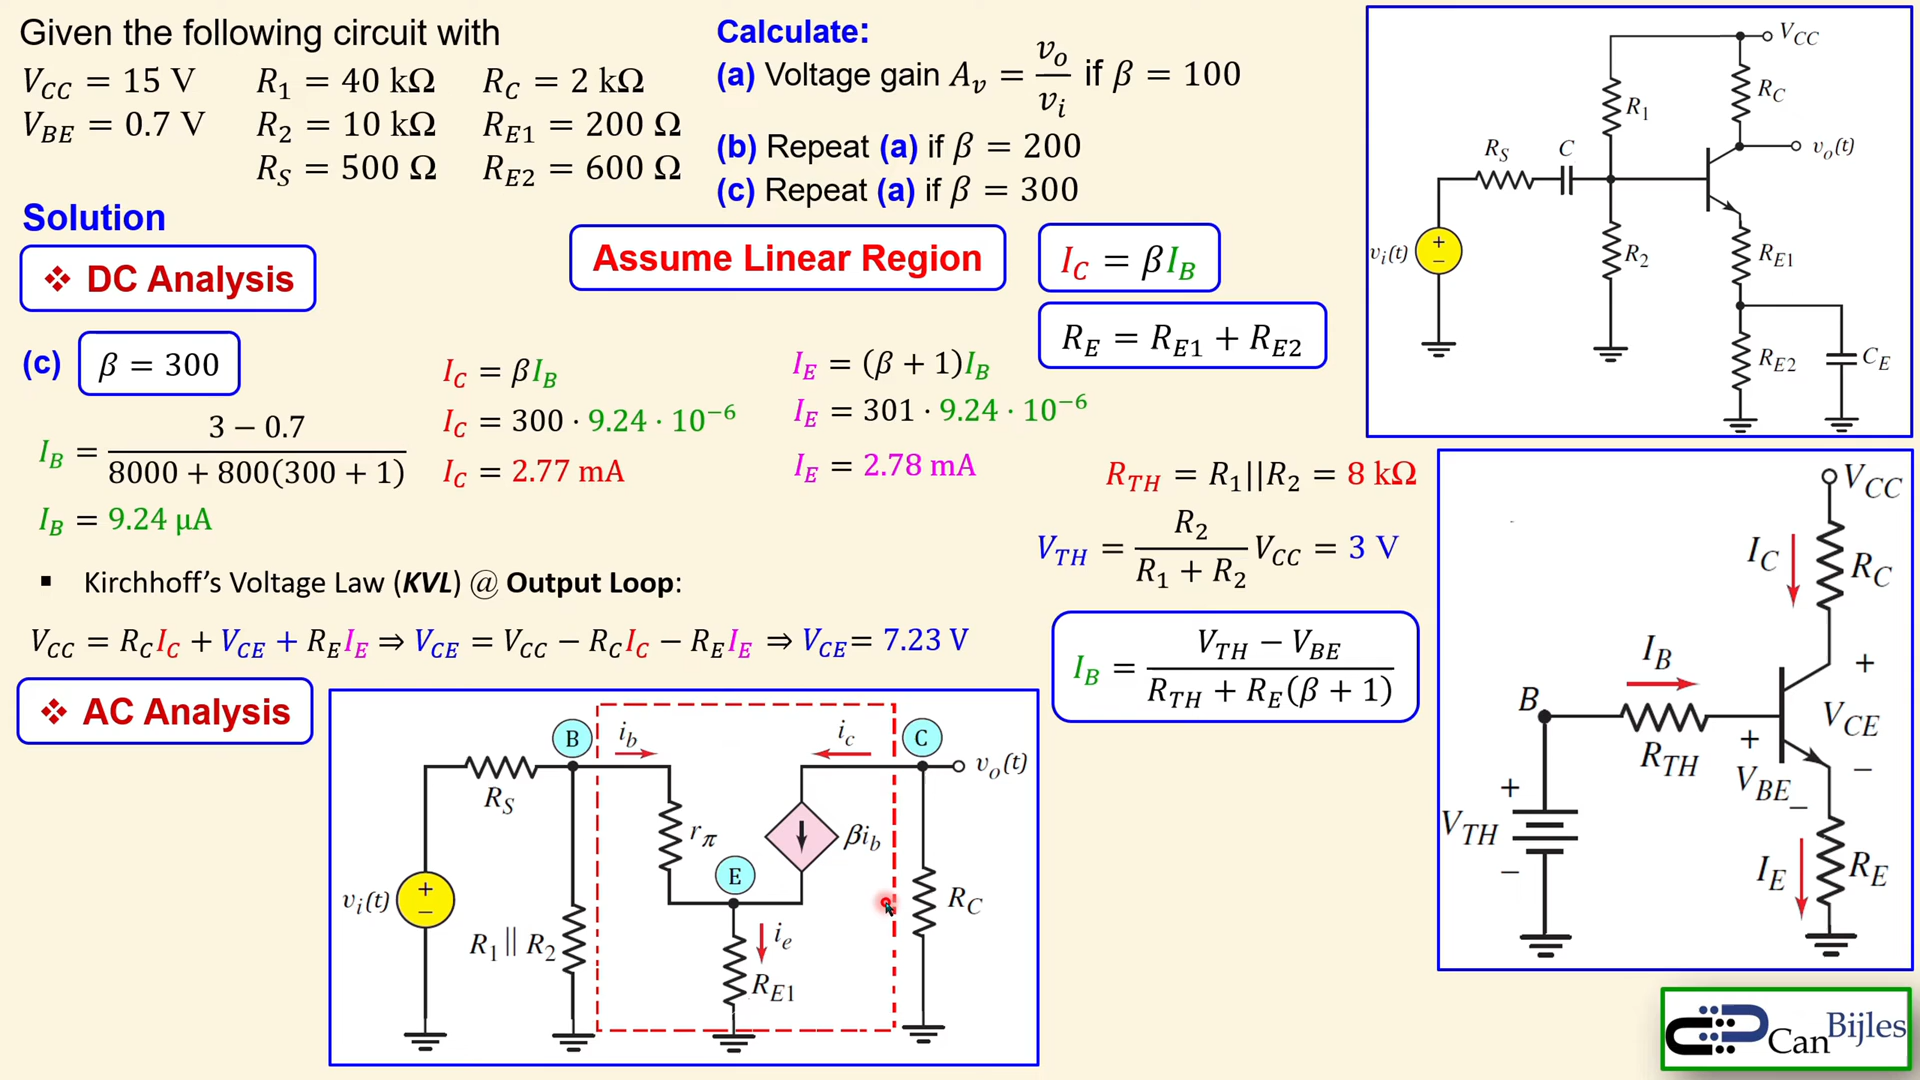 Given the following circuit with
V_CC = 15 V R_1 = 40 kΩ R_C = 2 kΩ
V_BE = 0.7 V R_2 = 10 kΩ R_E1 = 200 Ω
R_S = 500 Ω R_E2 = 600 Ω
Calculate:
(a) Voltage gain A_v = v_o / v_i if β = 100
(b) Repeat (a) if β = 200
(c) Repeat (a) if β = 300
Solution
❖ DC Analysis
Assume Linear Region
I_C = βI_B
R_E = R_E1 + R_E2
(c) β = 300
I_B = (3 − 0.7) / (8000 + 800(300 + 1))
I_B = 9.24 μA
I_C = βI_B
I_C = 300 · 9.24 · 10⁻⁶
I_C = 2.77 mA
I_E = (β + 1)I_B
I_E = 301 · 9.24 · 10⁻⁶
I_E = 2.78 mA
R_TH = R_1||R_2 = 8 kΩ
V_TH = R_2 / (R_1 + R_2) V_CC = 3 V
I_B = (V_TH − V_BE) / (R_TH + R_E(β + 1))
▪ Kirchhoff's Voltage Law (KVL) @ Output Loop:
V_CC = R_C I_C + V_CE + R_E I_E ⇒ V_CE = V_CC − R_C I_C − R_E I_E ⇒ V_CE = 7.23 V
❖ AC Analysis
B
i_b
i_c
C
v_o(t)
R_S
r_π
βi_b
E
v_i(t)
R_C
R_1 || R_2
i_e
R_E1
V_CC
R_C
R_1
v_o(t)
R_S
C
v_i(t)
R_2
R_E1
R_E2
C_E
V_CC
I_C
R_C
I_B
B
R_TH
V_CE
V_BE
V_TH
I_E
R_E
CanBijles